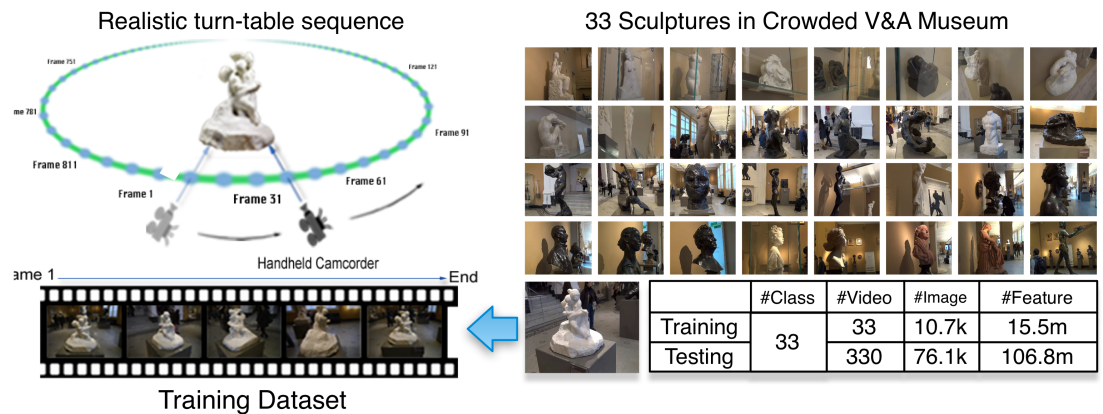 Realistic turn-table sequence
Frame 751
Frame 121
me 781
Frame 91
Frame 811
Frame 1
Frame 31
Frame 61
Handheld Camcorder
ame 1
End
Training Dataset
33 Sculptures in Crowded V&A Museum
#Class #Video #Image #Feature
Training 33 33 10.7k 15.5m
Testing 330 76.1k 106.8m